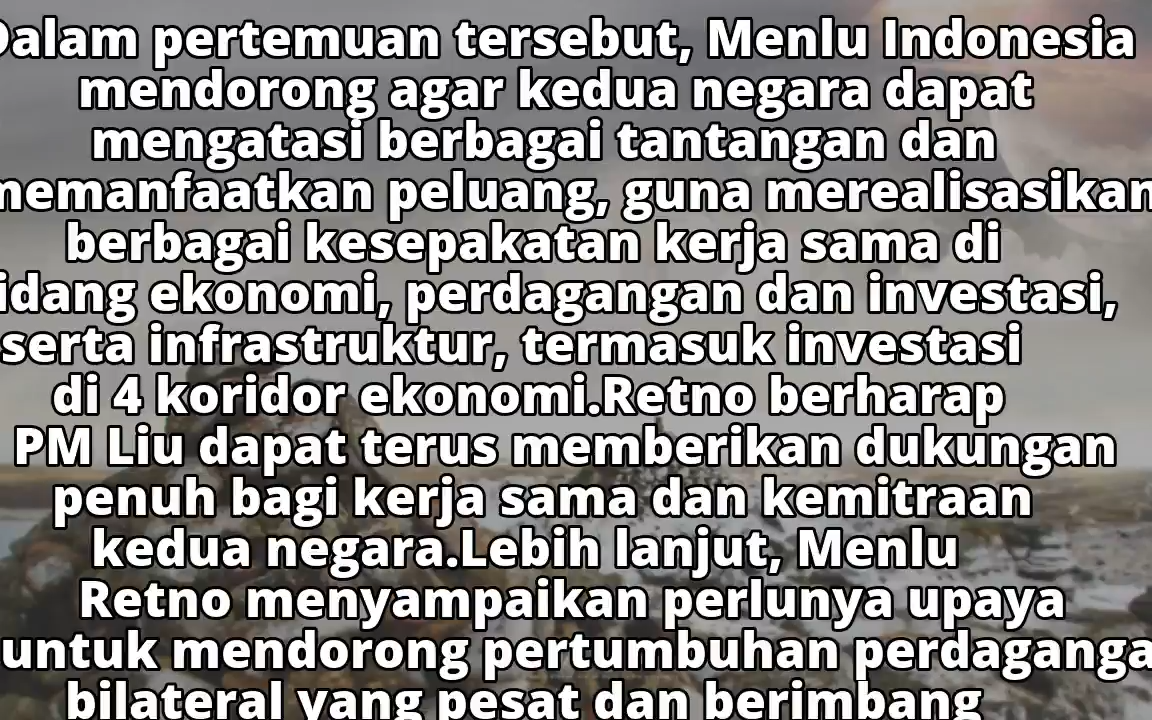 Dalam pertemuan tersebut, Menlu Indonesia
mendorong agar kedua negara dapat
mengatasi berbagai tantangan dan
memanfaatkan peluang, guna merealisasikan
berbagai kesepakatan kerja sama di
idang ekonomi, perdagangan dan investasi,
serta infrastruktur, termasuk investasi
di 4 koridor ekonomi.Retno berharap
PM Liu dapat terus memberikan dukungan
penuh bagi kerja sama dan kemitraan
kedua negara.Lebih lanjut, Menlu
Retno menyampaikan perlunya upaya
untuk mendorong pertumbuhan perdaganga
bilateral yang pesat dan berimbang